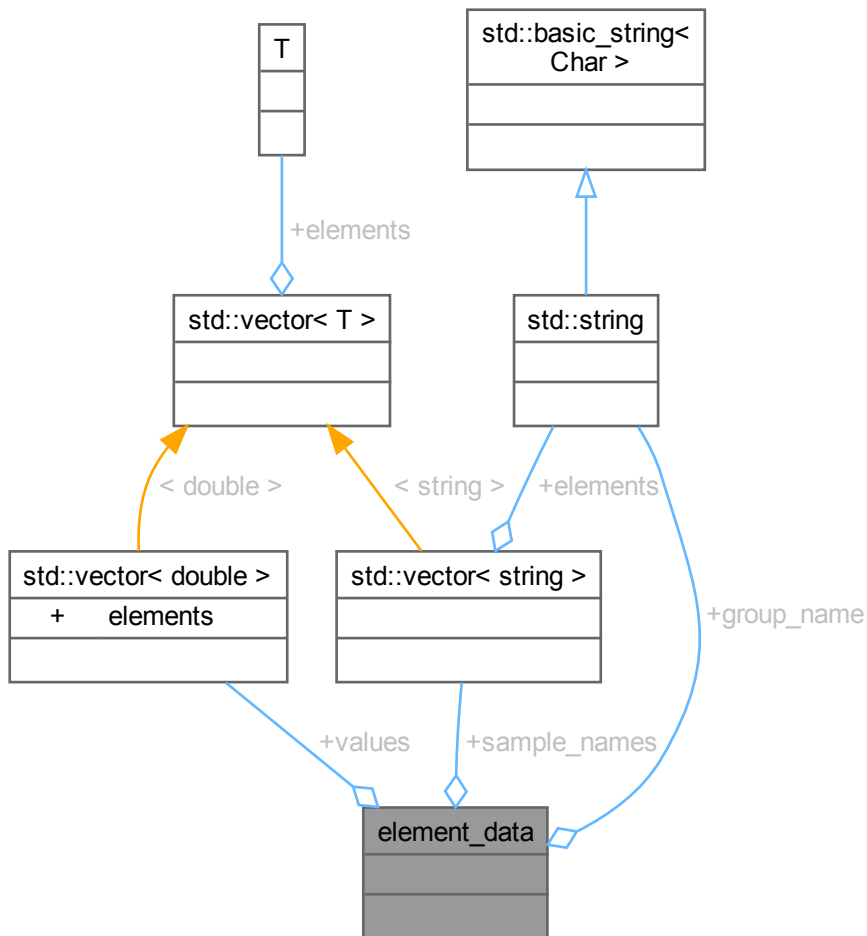 T
std::basic_string<
Char >
+elements
std::vector< T >
std::string
< double >
< string >
+elements
std::vector< double >
+ elements
std::vector< string >
+group_name
+values
+sample_names
element_data